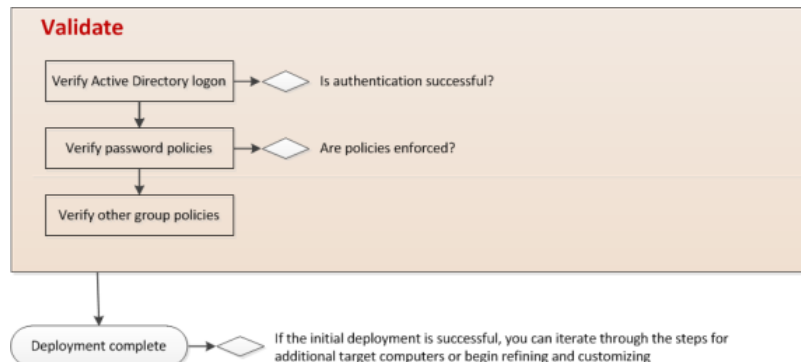 Validate
Verify Active Directory logon
Is authentication successful?
Verify password policies
Are policies enforced?
Verify other group policies
Deployment complete
If the initial deployment is successful, you can iterate through the steps for
additional target computers or begin refining and customizing